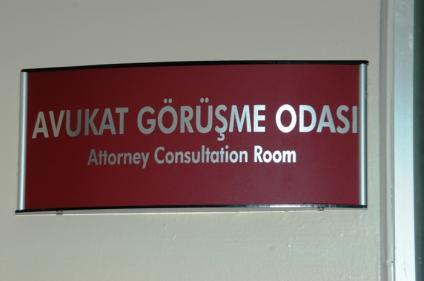 AVUKAT GÖRÜŞME ODASI
Attorney Consultation Room